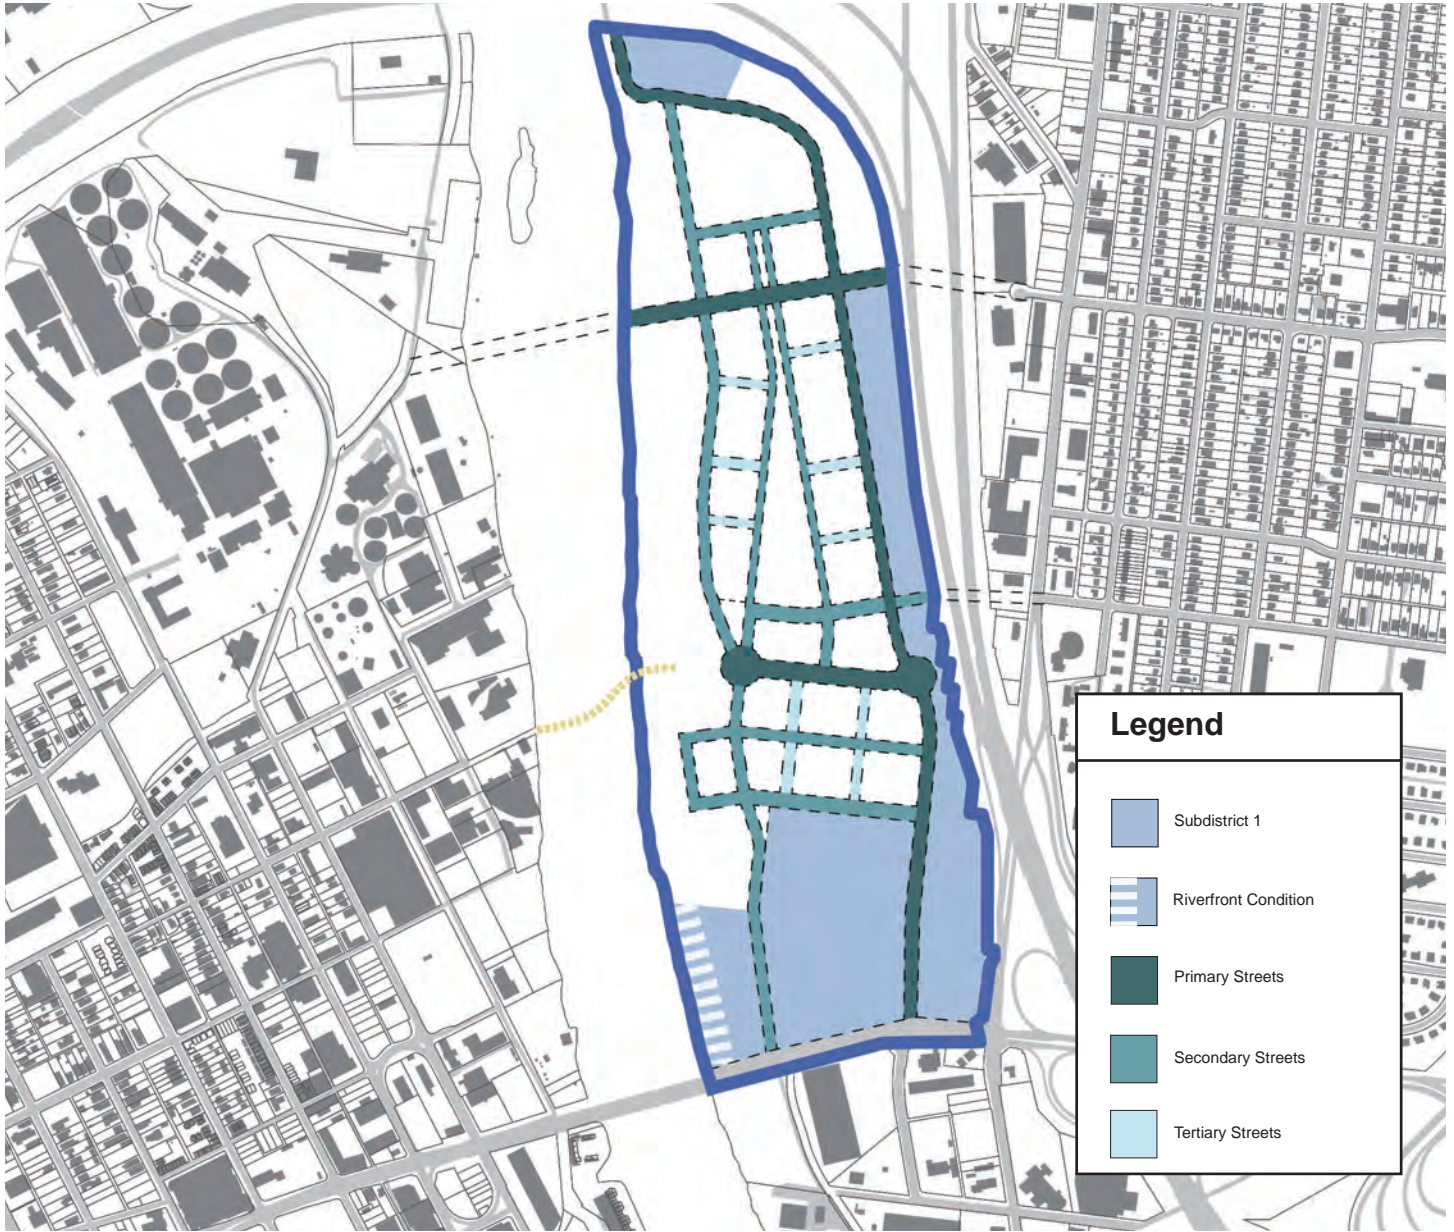 Legend
Subdistrict 1
Riverfront Condition
Primary Streets
Secondary Streets
Tertiary Streets